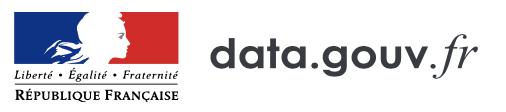 data.gouv.fr
Liberté • Égalité • Fraternité
RÉPUBLIQUE FRANÇAISE